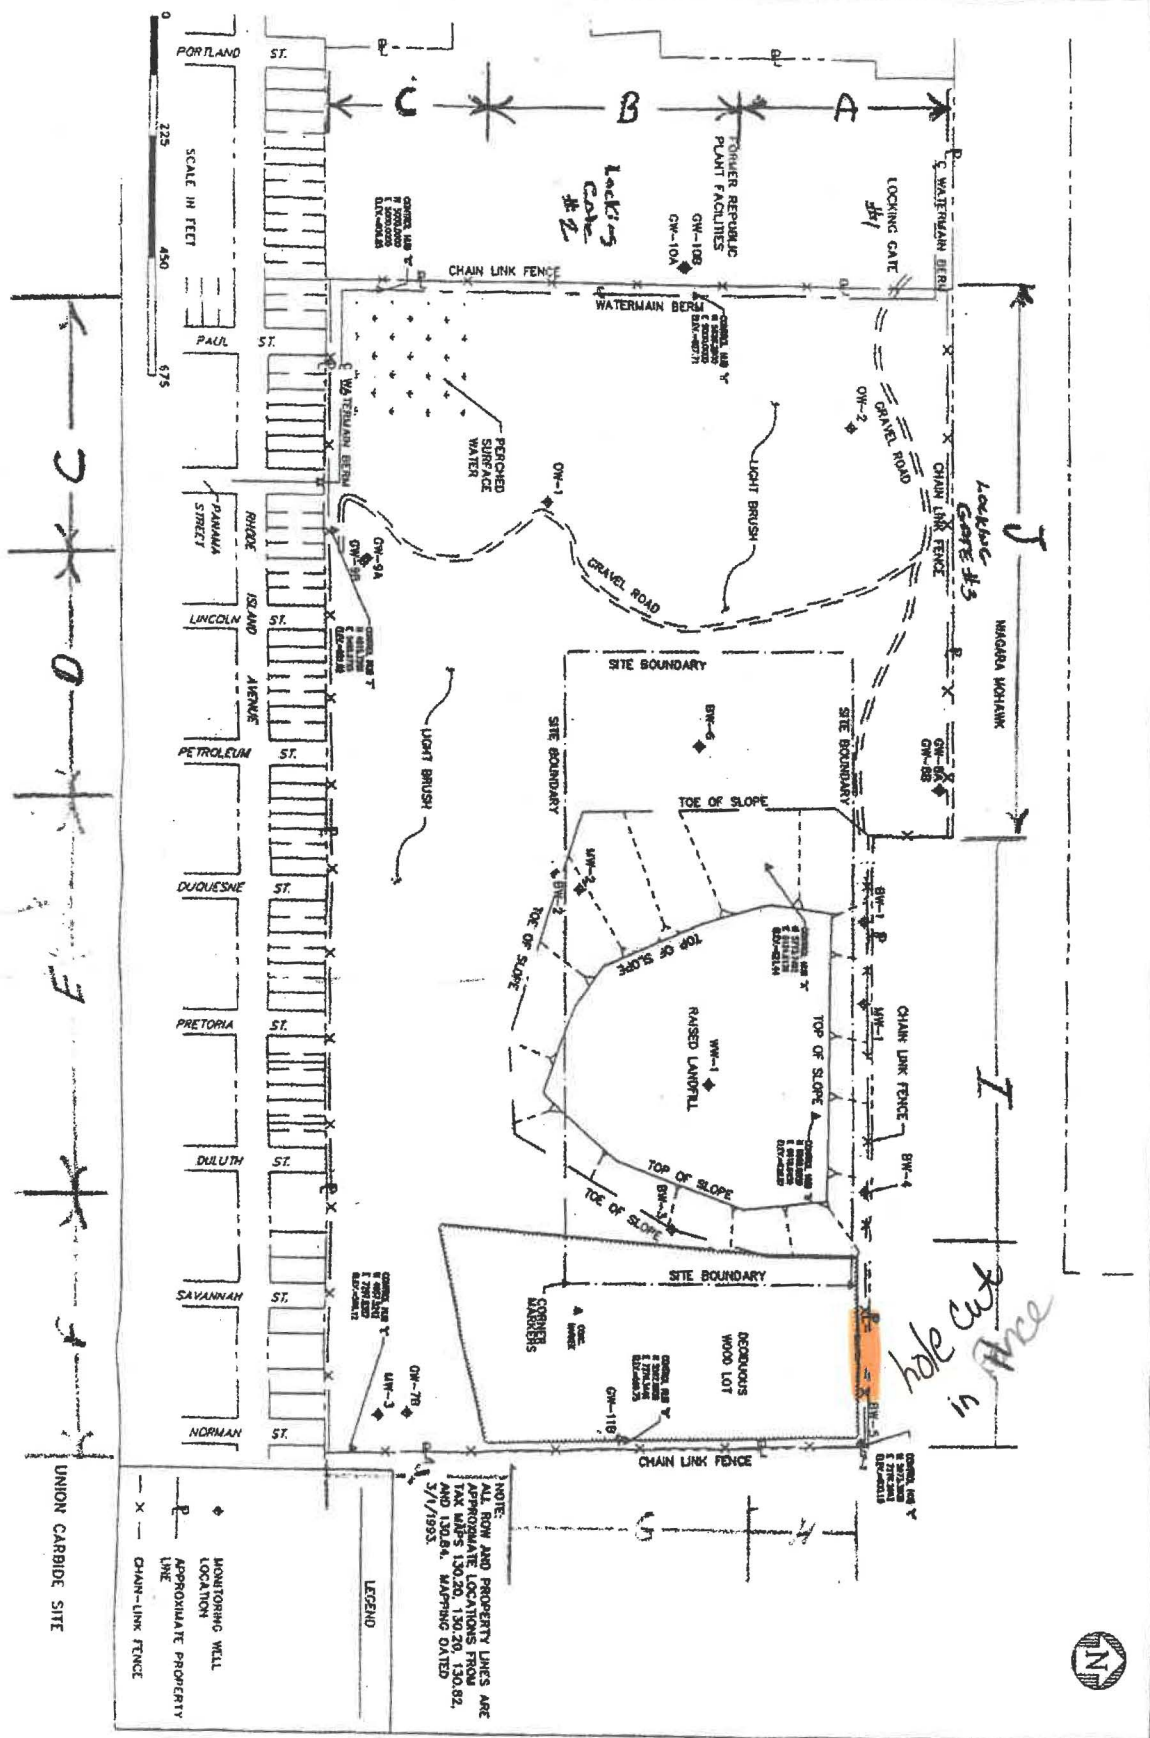 PORTLAND ST.
0
225
450
675
SCALE IN FEET
C
B
A
FORMER REPUBLIC
PLANT FACILITIES
GW-10B
GW-10A
Locking
Gate
#2
LOCKING GATE
#1
WATERMAIN BERM
CHAIN LINK FENCE
WATERMAIN BERM
PAUL ST.
WATERMAIN BERM
PERCHED
SURFACE
WATER
LIGHT BRUSH
OW-2
GRAVEL ROAD
CHAIN LINK FENCE
Locking
GATE #3
J
NIAGARA MOHAWK
OW-1
GRAVEL ROAD
C
PANAMA
STREET
RHODE ISLAND AVENUE
GW-9A
GW-9B
LINCOLN ST.
D
SITE BOUNDARY
SITE BOUNDARY
SITE BOUNDARY
BW-6
GW-8A
GW-8B
LIGHT BRUSH
PETROLEUM ST.
TOE OF SLOPE
DUQUESNE ST.
MW-2
BW-2
TOE OF SLOPE
TOP OF SLOPE
BW-1
MW-1
CHAIN LINK FENCE
TOP OF SLOPE
E
PRETORIA ST.
WW-1
RAISED LANDFILL
I
DULUTH ST.
BW-4
TOP OF SLOPE
TOE OF SLOPE
BW-3
SITE BOUNDARY
SAVANNAH ST.
CORNER
MARKERS
DECIDUOUS
WOOD LOT
hole cut
in fence
BW-5
GW-7B
MW-3
GW-11B
NORMAN ST.
CHAIN LINK FENCE
UNION CARBIDE SITE
G
H
NOTE:
ALL ROW AND PROPERTY LINES ARE
APPROXIMATE LOCATIONS FROM
TAX MAPS 130.20, 130.20, 130.82,
AND 130.84. MAPPING DATED
3/1/1993.
LEGEND
MONITORING WELL
LOCATION
APPROXIMATE PROPERTY
LINE
CHAIN-LINK FENCE
N